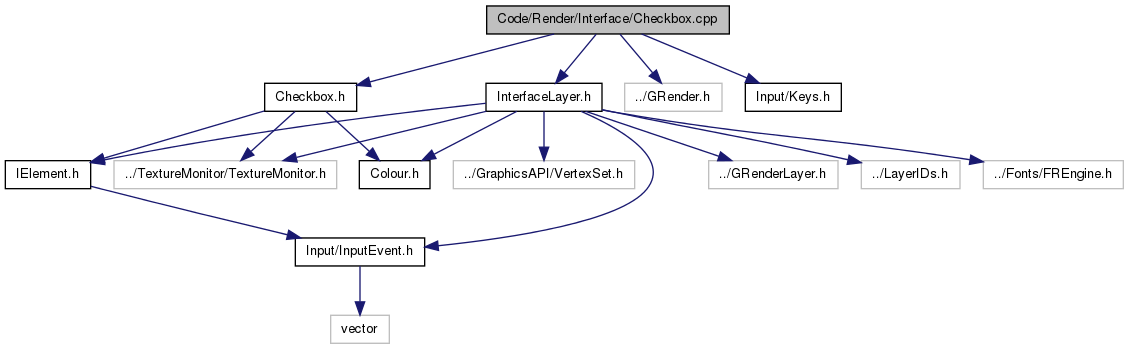 Code/Render/Interface/Checkbox.cpp
Checkbox.h
InterfaceLayer.h
../GRender.h
Input/Keys.h
IElement.h
../TextureMonitor/TextureMonitor.h
Colour.h
../GraphicsAPI/VertexSet.h
../GRenderLayer.h
../LayerIDs.h
../Fonts/FREngine.h
Input/InputEvent.h
vector